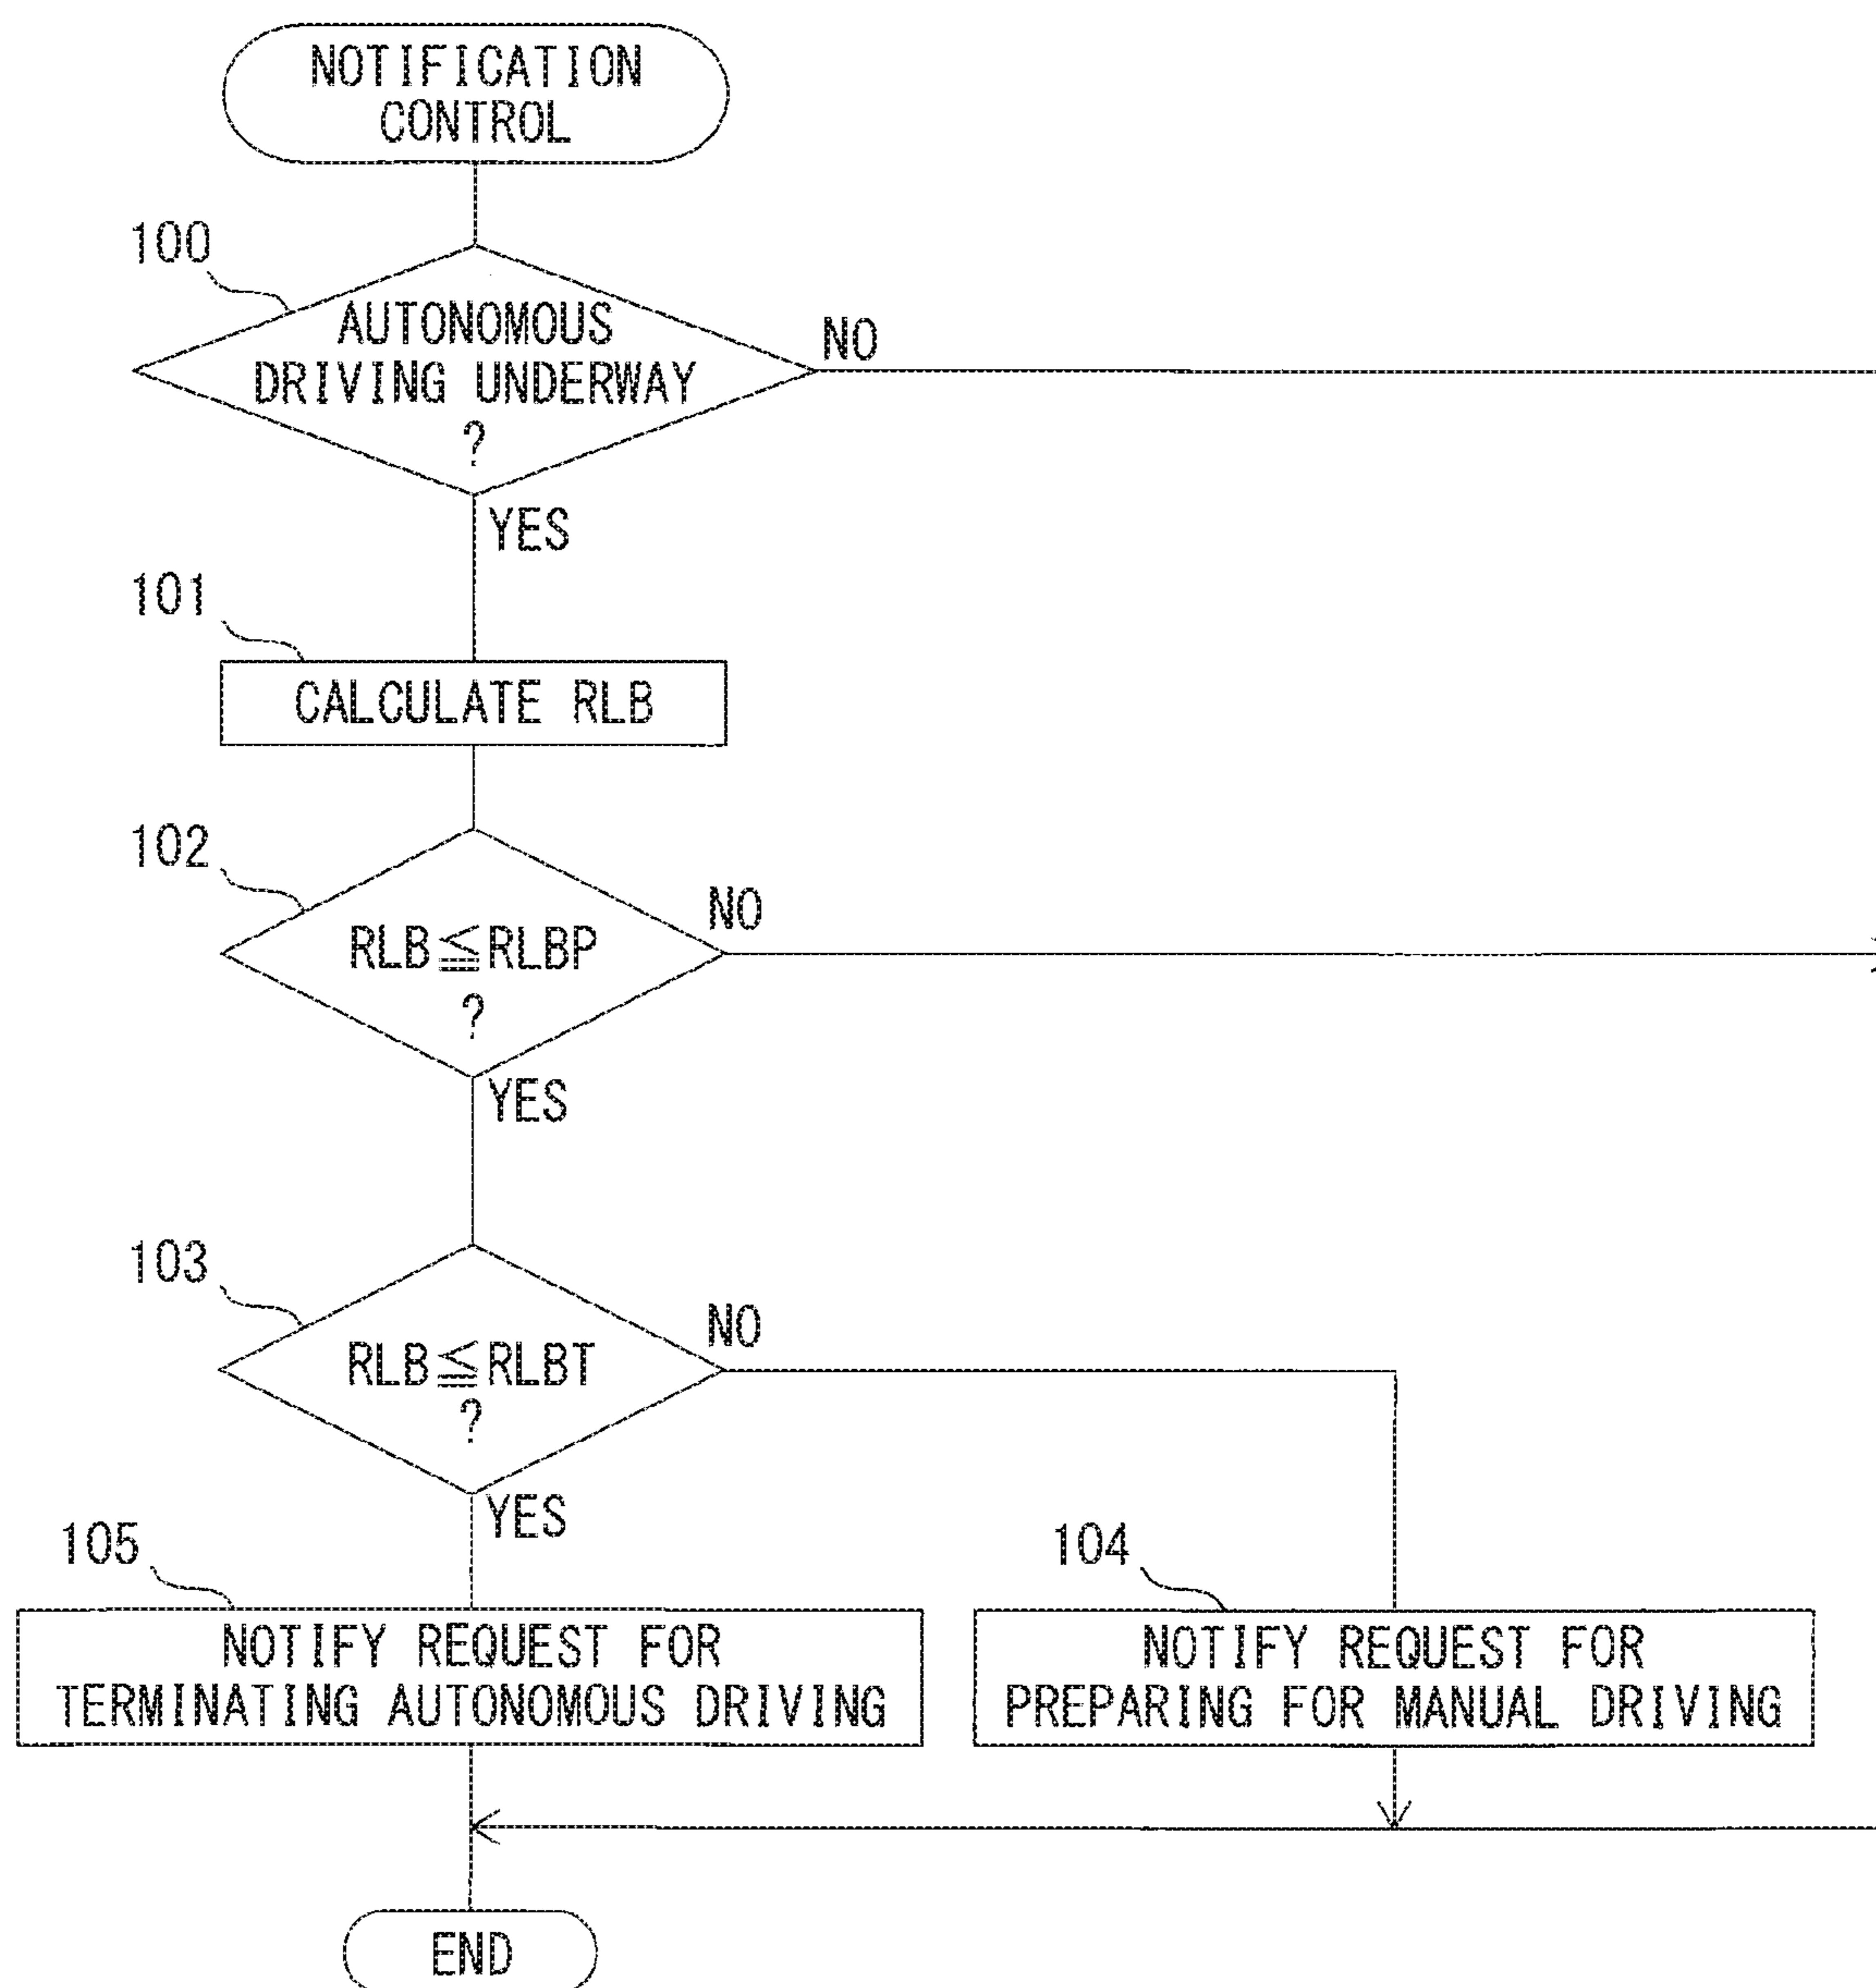 NOTIFICATION
CONTROL
100
AUTONOMOUS
DRIVING UNDERWAY
?
NO
YES
101
CALCULATE RLB
102
RLB≦RLBP
?
NO
YES
103
RLB≦RLBT
?
NO
YES
105
NOTIFY REQUEST FOR
TERMINATING AUTONOMOUS DRIVING
104
NOTIFY REQUEST FOR
PREPARING FOR MANUAL DRIVING
END